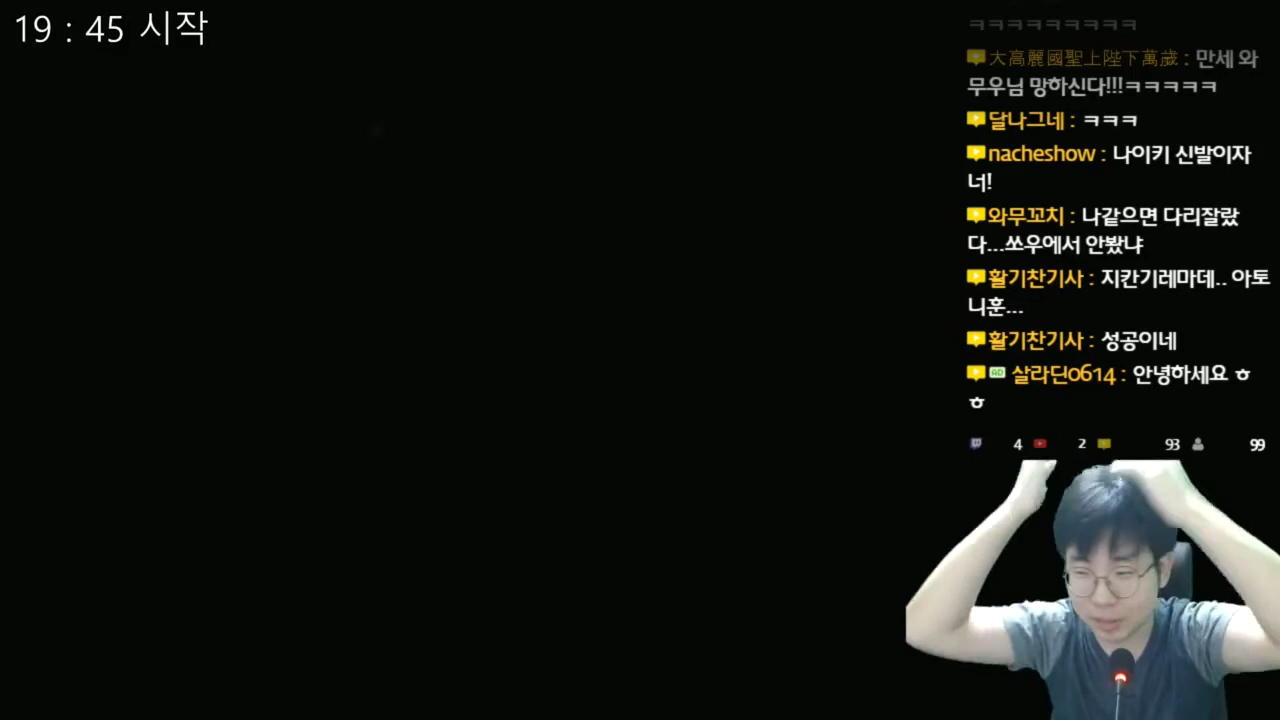 19 : 45 시작
ㅋㅋㅋㅋㅋㅋㅋㅋㅋ
大高麗國聖上陛下萬歲 : 만세 와
무우님 망하신다!!!ㅋㅋㅋㅋㅋ
달나그네 : ㅋㅋㅋ
nacheshow : 나이키 신발이자
너!
와무꼬치 : 나같으면 다리잘랐
다...쏘우에서 안봤냐
활기찬기사 : 지칸기레마데.. 아토
니훈...
활기찬기사 : 성공이네
AD 살라딘0614 : 안녕하세요 ㅎ
ㅎ
4 2 93 99